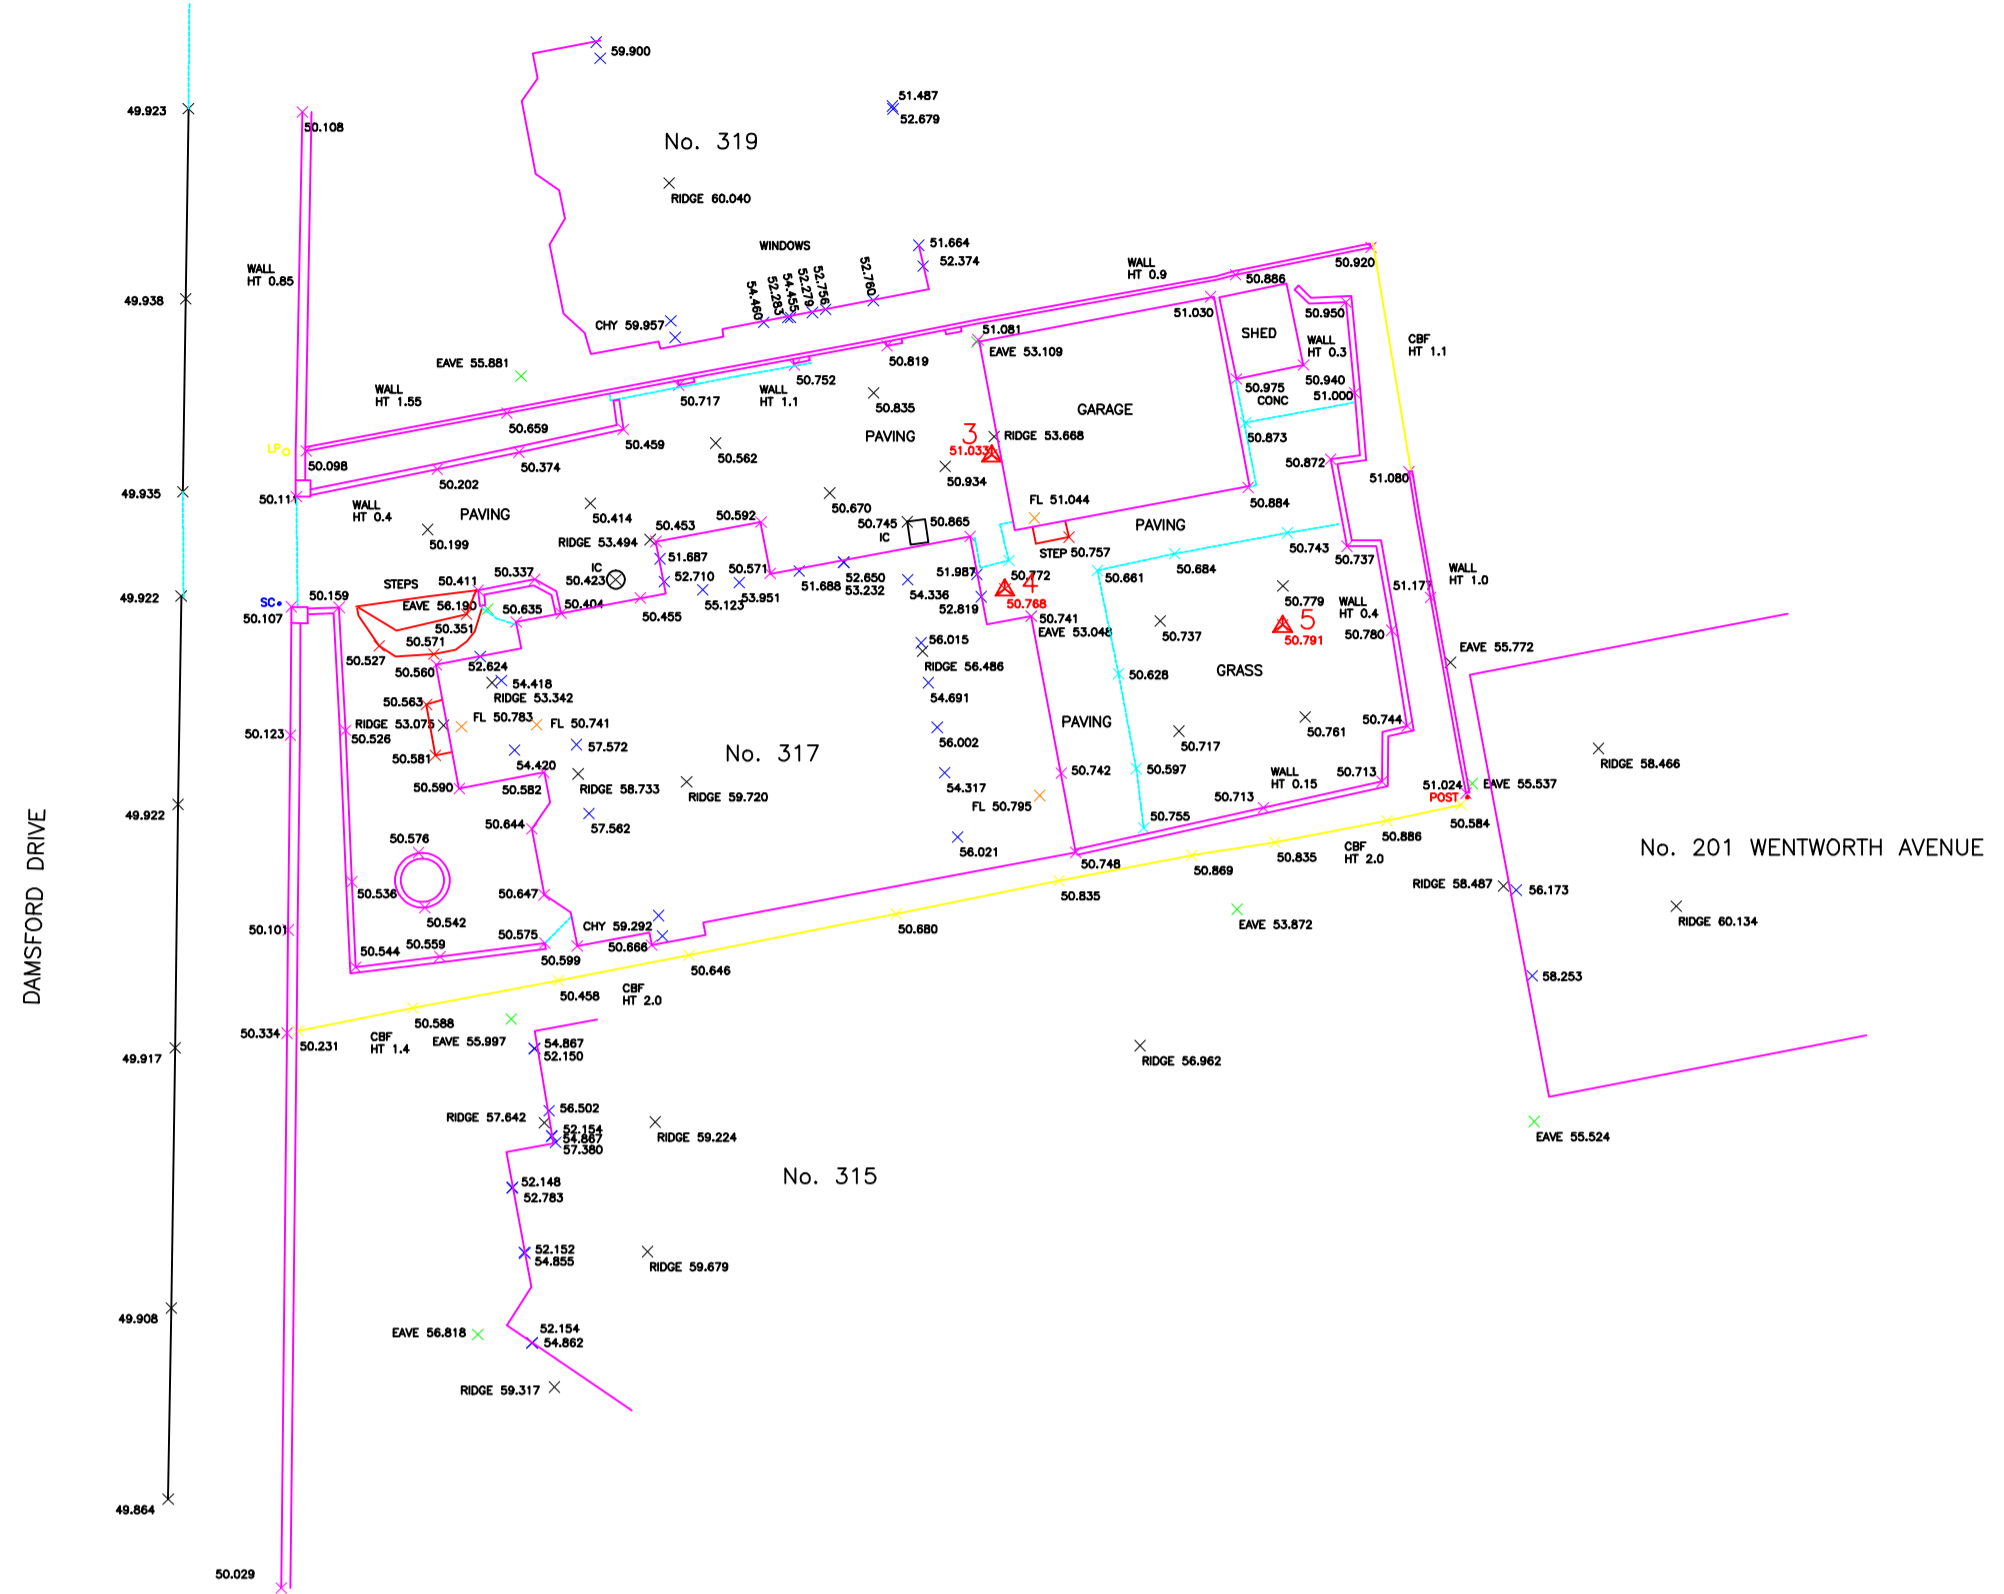 59.900
51.487
49.923
52.679
50.108
No. 319
RIDGE 60.040
WINDOWS
51.664
52.374
WALL
HT 0.9
50.920
WALL
HT 0.85
50.886
49.938
54.460
52.283
54.455
52.279
52.756
52.760
51.030
50.950
CHY 59.957
51.081
SHED
WALL
HT 0.3
CBF
HT 1.1
EAVE 53.109
EAVE 55.881
50.819
50.752
50.717
50.940
50.975
CONC
51.000
WALL
HT 1.55
WALL
HT 1.1
50.835
GARAGE
50.659
50.459
PAVING
3
RIDGE 53.668
50.873
LP
51.033
50.098
50.374
50.562
50.934
50.872
51.080
50.202
49.935
50.111
WALL
HT 0.4
PAVING
50.414
50.670
50.884
FL 51.044
50.199
50.592
50.453
50.745
IC
50.865
PAVING
RIDGE 53.494
50.743
50.737
STEP 50.757
IC
50.423
51.687
50.571
51.688
52.650
53.232
51.987
50.772
50.661
50.684
STEPS
50.411
50.337
52.710
55.123
53.951
54.336
4
51.177
WALL
HT 1.0
49.922
SC
50.159
EAVE 56.190
50.635
50.404
50.455
52.819
50.768
50.779
WALL
HT 0.4
50.107
50.351
50.741
EAVE 53.048
50.737
5
50.791
50.780
50.571
50.527
50.560
52.624
56.015
RIDGE 56.486
EAVE 55.772
54.418
RIDGE 53.342
54.691
50.628
GRASS
50.563
RIDGE 53.075
FL 50.783
FL 50.741
50.123
50.526
57.572
No. 317
56.002
PAVING
50.717
50.761
50.744
50.581
54.420
RIDGE 58.466
50.590
50.582
RIDGE 58.733
RIDGE 59.720
54.317
50.742
50.597
WALL
HT 0.15
50.713
51.024
EAVE 55.537
POST
FL 50.795
50.713
49.922
50.644
57.562
50.755
50.584
50.576
56.021
50.886
50.835
CBF
HT 2.0
No. 201 WENTWORTH AVENUE
DAMSFORD DRIVE
50.748
50.869
50.536
50.647
50.835
RIDGE 58.487
56.173
50.542
RIDGE 60.134
50.101
CHY 59.292
50.680
EAVE 53.872
50.575
50.559
50.544
50.599
50.666
50.646
58.253
50.458
CBF
HT 2.0
50.588
50.334
50.231
CBF
HT 1.4
EAVE 55.997
54.867
52.150
49.917
RIDGE 56.962
56.502
RIDGE 57.642
52.154
54.867
57.380
RIDGE 59.224
EAVE 55.524
No. 315
52.148
52.783
52.152
54.855
RIDGE 59.679
49.908
EAVE 56.818
52.154
54.862
RIDGE 59.317
49.864
50.029